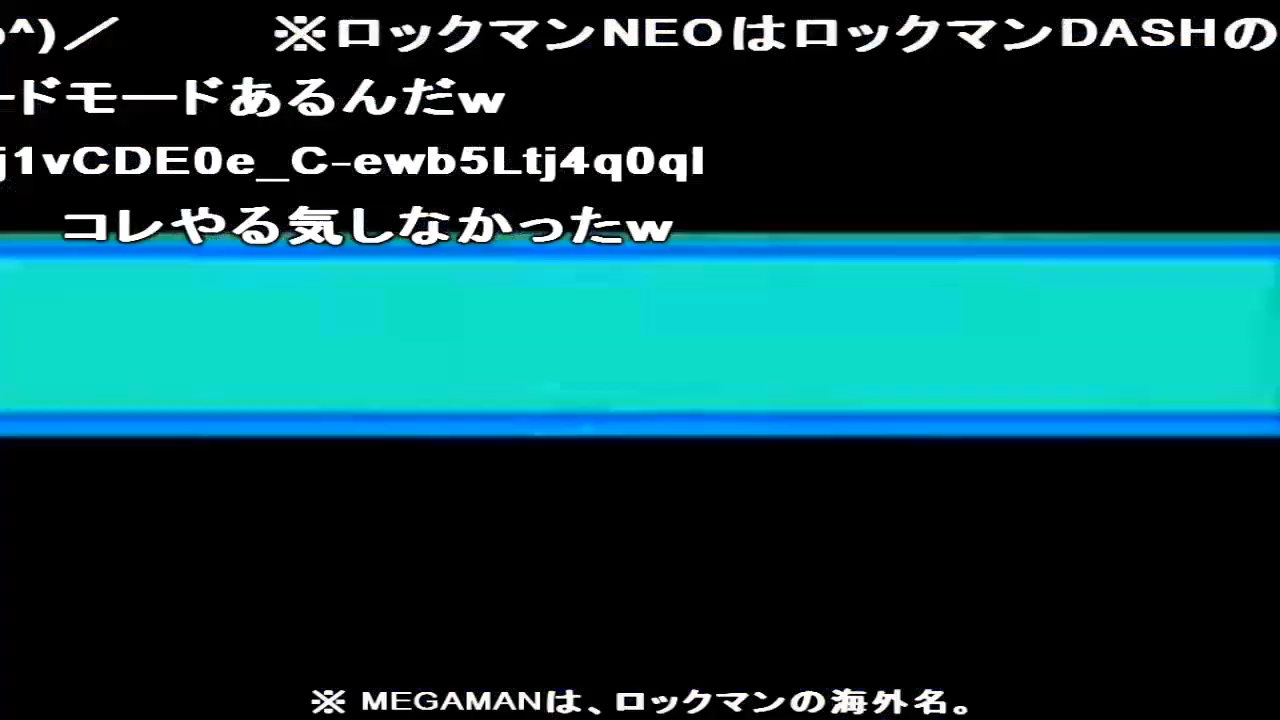 ^)／ ※ロックマンNEOはロックマンDASHの
ードモードあるんだw
j1vCDE0e_C-ewb5Ltj4q0qI
コレやる気しなかったw
※ MEGAMANは、ロックマンの海外名。